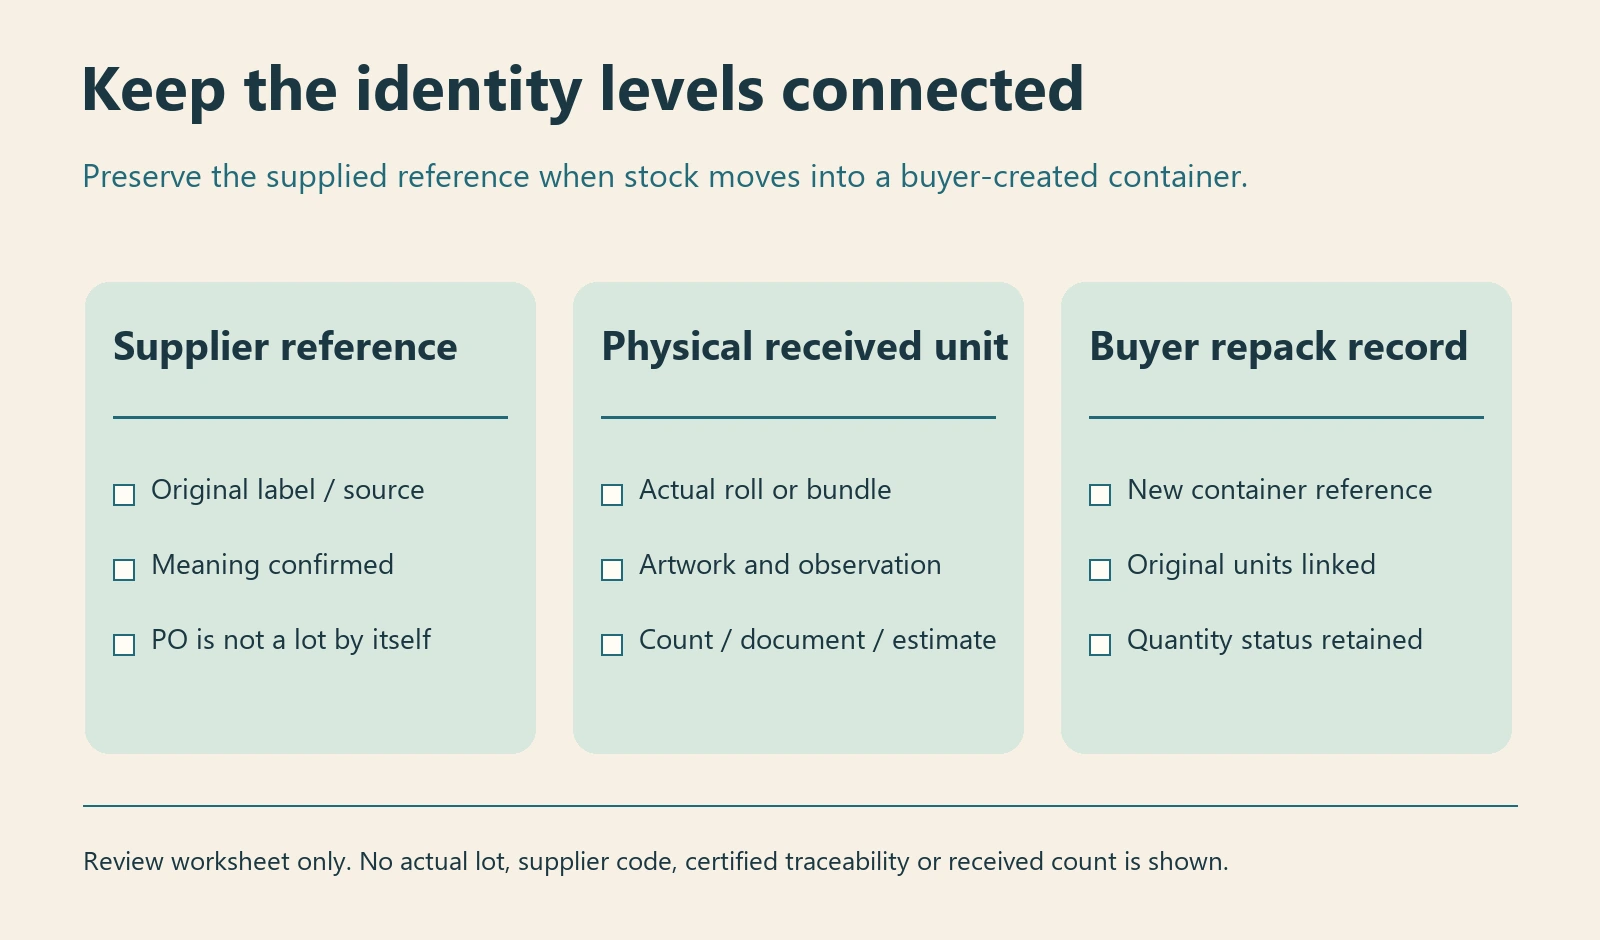 Keep the identity levels connected
Preserve the supplied reference when stock moves into a buyer-created container.
Supplier reference
Original label / source
Meaning confirmed
PO is not a lot by itself
Physical received unit
Actual roll or bundle
Artwork and observation
Count / document / estimate
Buyer repack record
New container reference
Original units linked
Quantity status retained
Review worksheet only. No actual lot, supplier code, certified traceability or received count is shown.